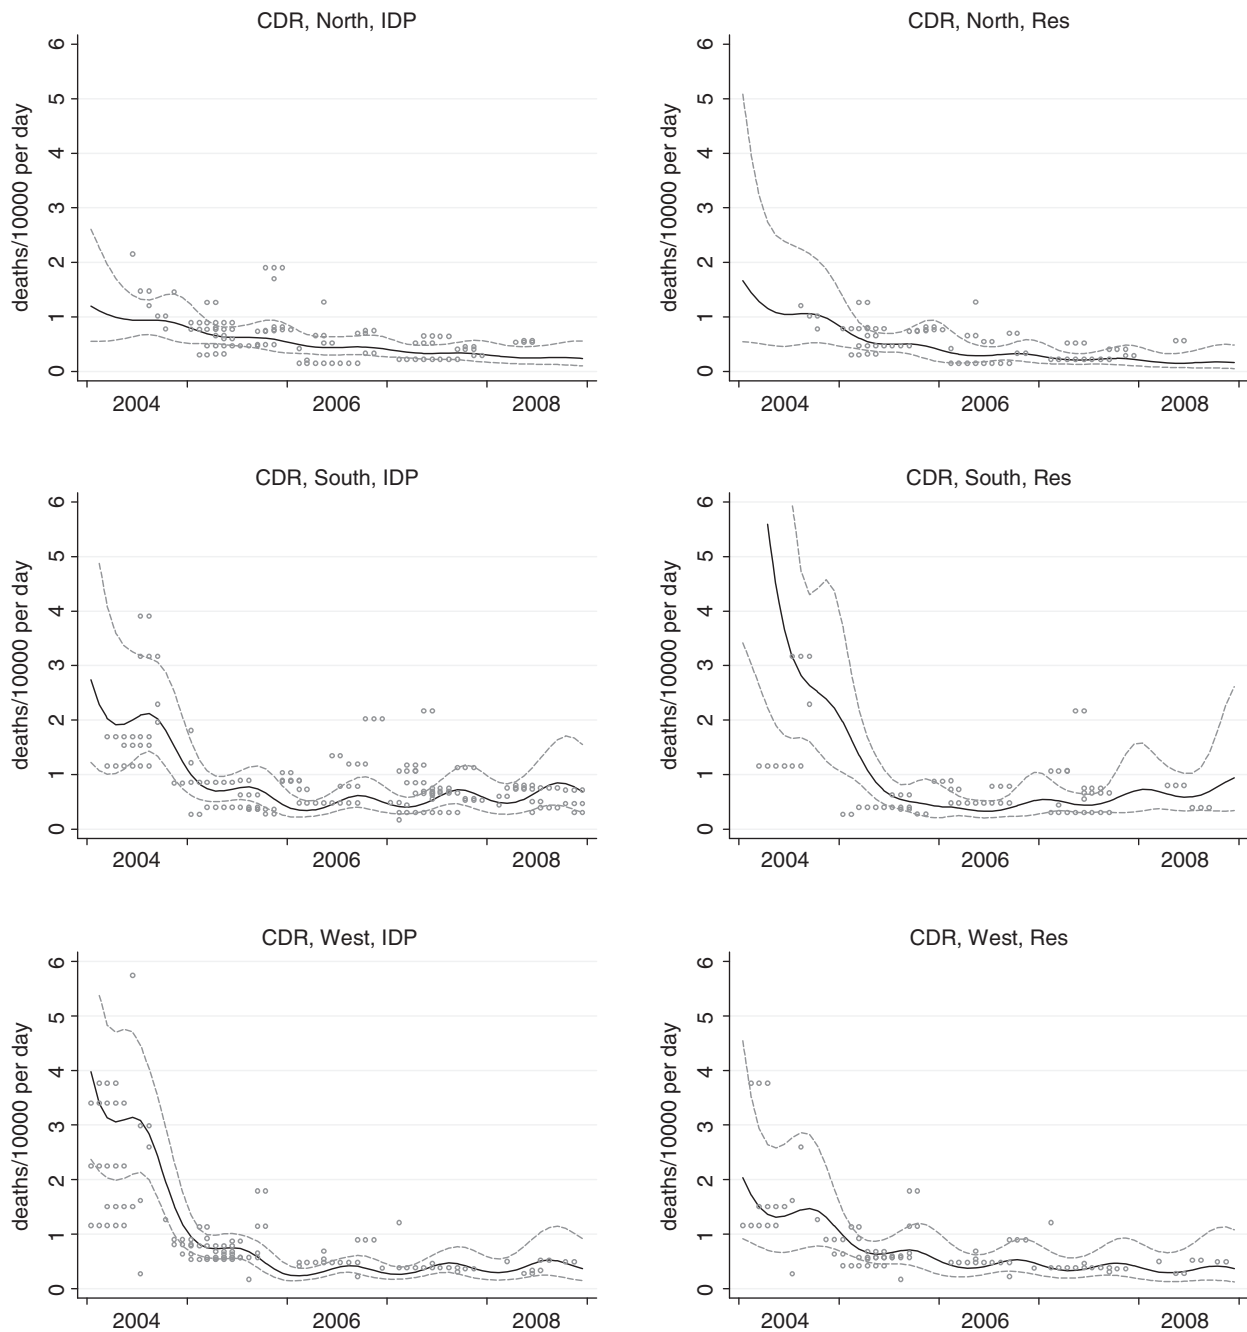 CDR, North, IDP
deaths/10000 per day
6
5
4
3
2
1
0
2004 2006 2008
CDR, North, Res
deaths/10000 per day
6
5
4
3
2
1
0
2004 2006 2008
CDR, South, IDP
deaths/10000 per day
6
5
4
3
2
1
0
2004 2006 2008
CDR, South, Res
deaths/10000 per day
6
5
4
3
2
1
0
2004 2006 2008
CDR, West, IDP
deaths/10000 per day
6
5
4
3
2
1
0
2004 2006 2008
CDR, West, Res
deaths/10000 per day
6
5
4
3
2
1
0
2004 2006 2008